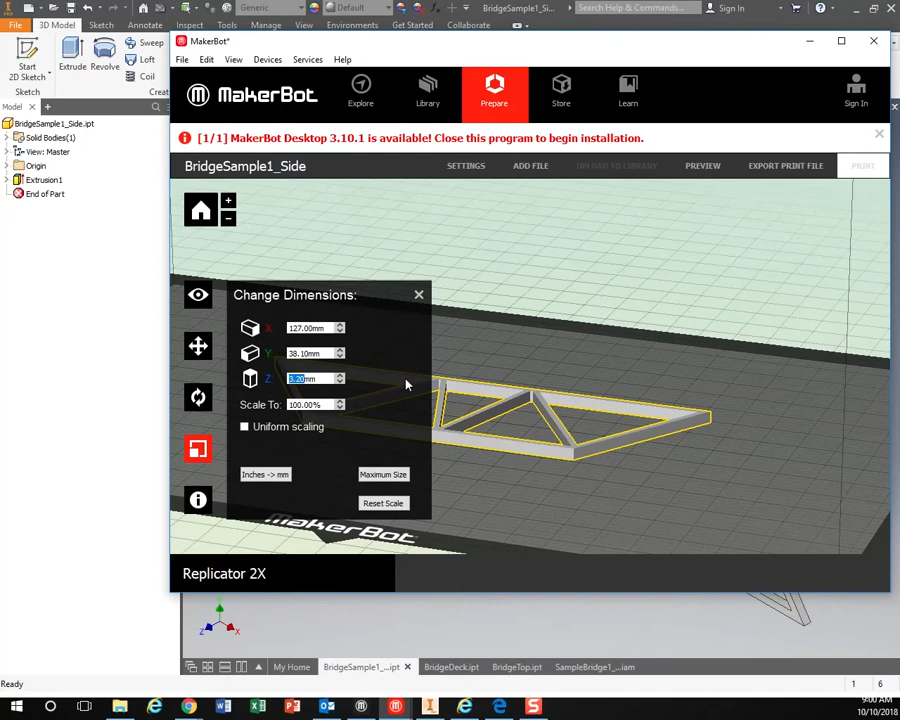 Generic
Default
BridgeSample1_S...
Search Help & Commands...
Sign In
File
3D Model
Sketch
Annotate
Inspect
Tools
Manage
View
Environments
Get Started
Collaborate
Start
2D Sketch
Extrude
Revolve
Sweep
Loft
Coil
Sketch
Model
BridgeSample1_Side.ipt
Solid Bodies(1)
View: Master
Origin
Extrusion1
End of Part
MakerBot*
File Edit View Devices Services Help
MakerBot
Explore
Library
Prepare
Store
Learn
Sign In
[1/1] MakerBot Desktop 3.10.1 is available! Close this program to begin installation.
BridgeSample1_Side
SETTINGS
ADD FILE
UPLOAD TO LIBRARY
PREVIEW
EXPORT PRINT FILE
PRINT
Change Dimensions:
X: 127.00mm
Y: 38.10mm
Z: 3.20mm
Scale To: 100.00%
Uniform scaling
Inches -> mm
Maximum Size
Reset Scale
MakerBot
Replicator 2X
Z
Y
X
My Home
BridgeSample1_...ipt
BridgeDeck.ipt
BridgeTop.ipt
SampleBridge1_...iam
Ready
1 6
9:00 AM
10/10/2018